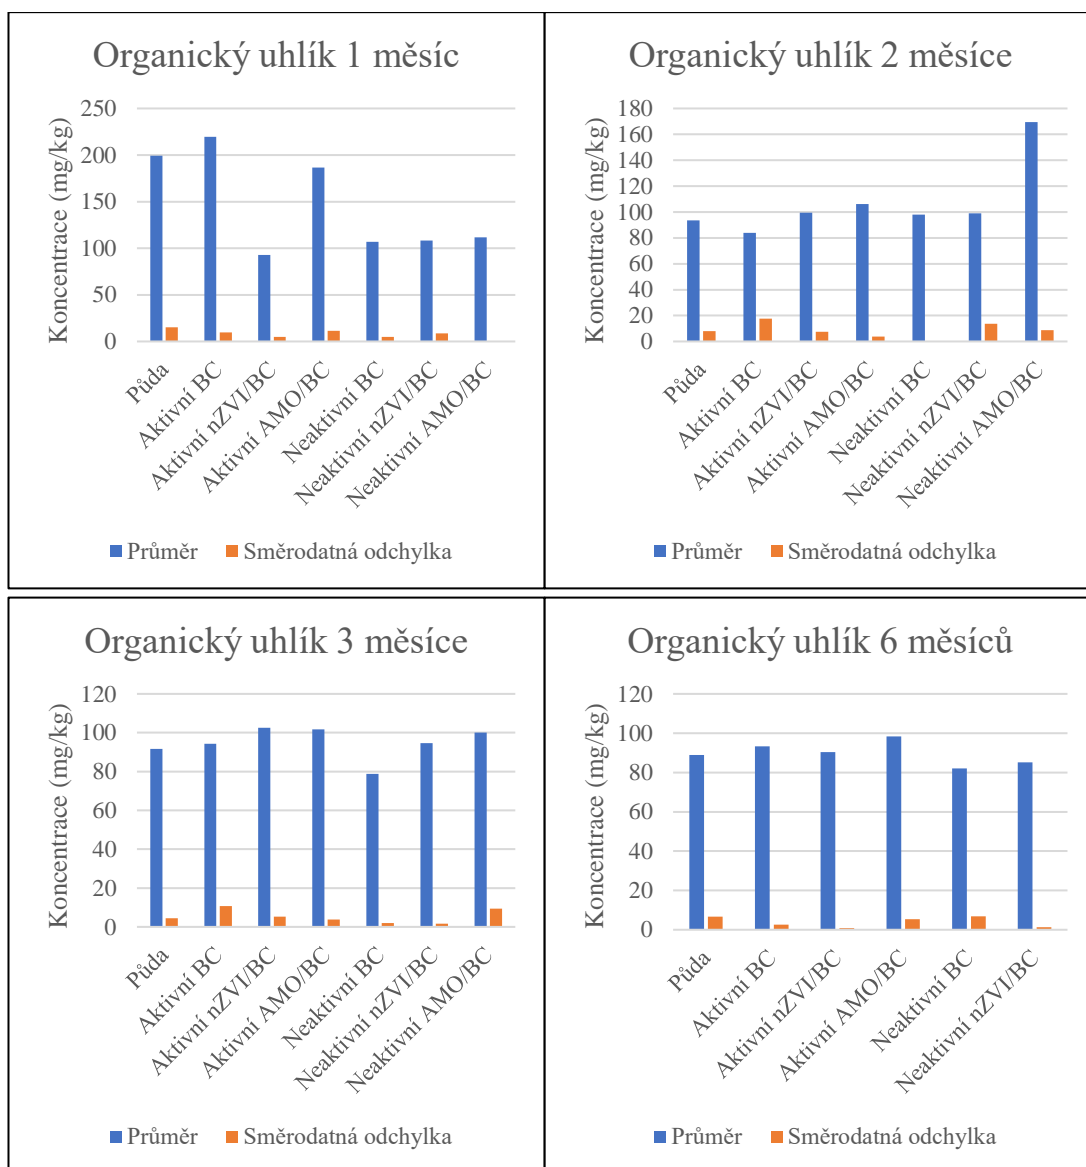 Organický uhlík 1 měsíc
Koncentrace (mg/kg)
250
200
150
100
50
0
Půda
Aktivní BC
Aktivní nZVI/BC
Aktivní AMO/BC
Neaktivní BC
Neaktivní nZVI/BC
Neaktivní AMO/BC
Průměr Směrodatná odchylka
Organický uhlík 2 měsíce
Koncentrace (mg/kg)
180
160
140
120
100
80
60
40
20
0
Půda
Aktivní BC
Aktivní nZVI/BC
Aktivní AMO/BC
Neaktivní BC
Neaktivní nZVI/BC
Neaktivní AMO/BC
Průměr Směrodatná odchylka
Organický uhlík 3 měsíce
Koncentrace (mg/kg)
120
100
80
60
40
20
0
Půda
Aktivní BC
Aktivní nZVI/BC
Aktivní AMO/BC
Neaktivní BC
Neaktivní nZVI/BC
Neaktivní AMO/BC
Průměr Směrodatná odchylka
Organický uhlík 6 měsíců
Koncentrace (mg/kg)
120
100
80
60
40
20
0
Půda
Aktivní BC
Aktivní nZVI/BC
Aktivní AMO/BC
Neaktivní BC
Neaktivní nZVI/BC
Průměr Směrodatná odchylka